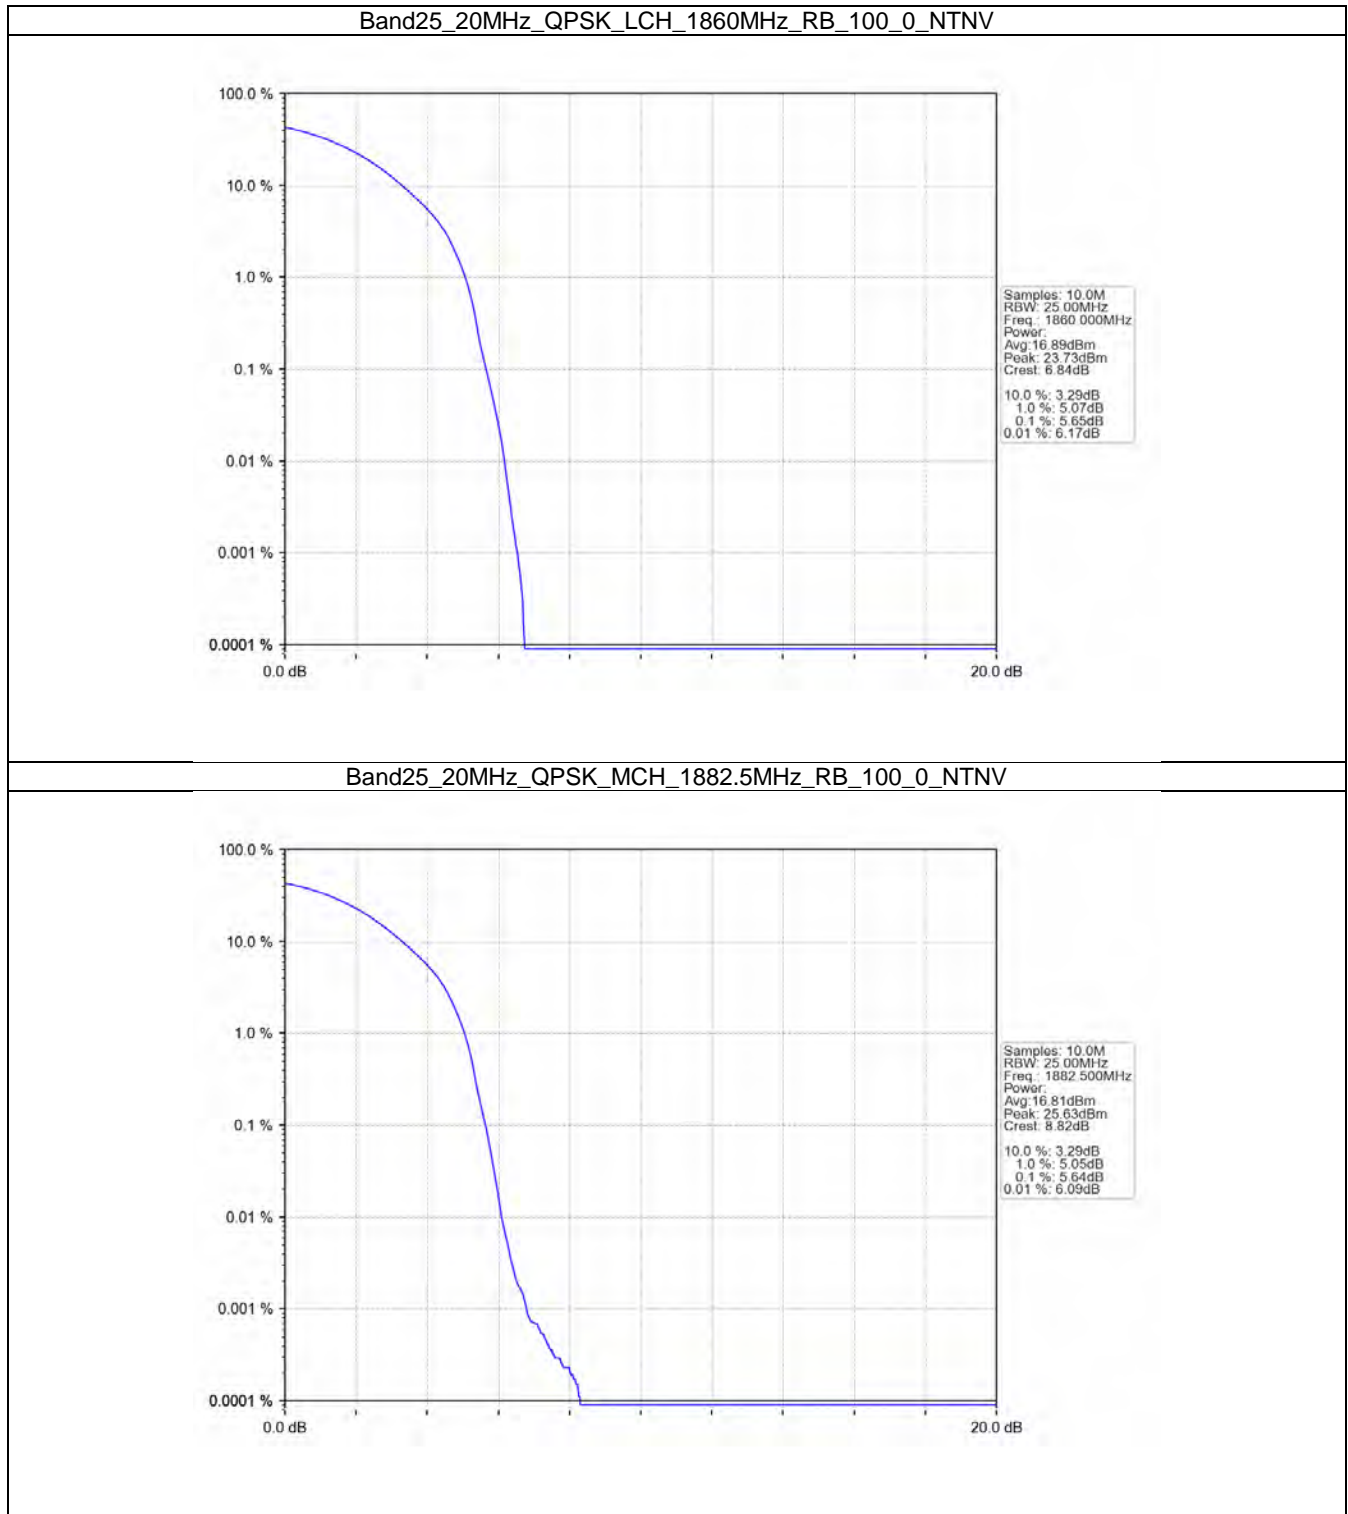 Band25_20MHz_QPSK_LCH_1860MHz_RB_100_0_NTNV
100.0 %
10.0 %
1.0 %
0.1 %
0.01 %
0.001 %
0.0001 %
0.0 dB
20.0 dB
Samples: 10.0M
RBW: 25.00MHz
Freq.: 1860.000MHz
Power:
Avg:16.89dBm
Peak: 23.73dBm
Crest: 6.84dB
10.0 %: 3.29dB
1.0 %: 5.07dB
0.1 %: 5.65dB
0.01 %: 6.17dB
Band25_20MHz_QPSK_MCH_1882.5MHz_RB_100_0_NTNV
100.0 %
10.0 %
1.0 %
0.1 %
0.01 %
0.001 %
0.0001 %
0.0 dB
20.0 dB
Samples: 10.0M
RBW: 25.00MHz
Freq.: 1882.500MHz
Power:
Avg:16.81dBm
Peak: 25.63dBm
Crest: 8.82dB
10.0 %: 3.29dB
1.0 %: 5.05dB
0.1 %: 5.64dB
0.01 %: 6.09dB